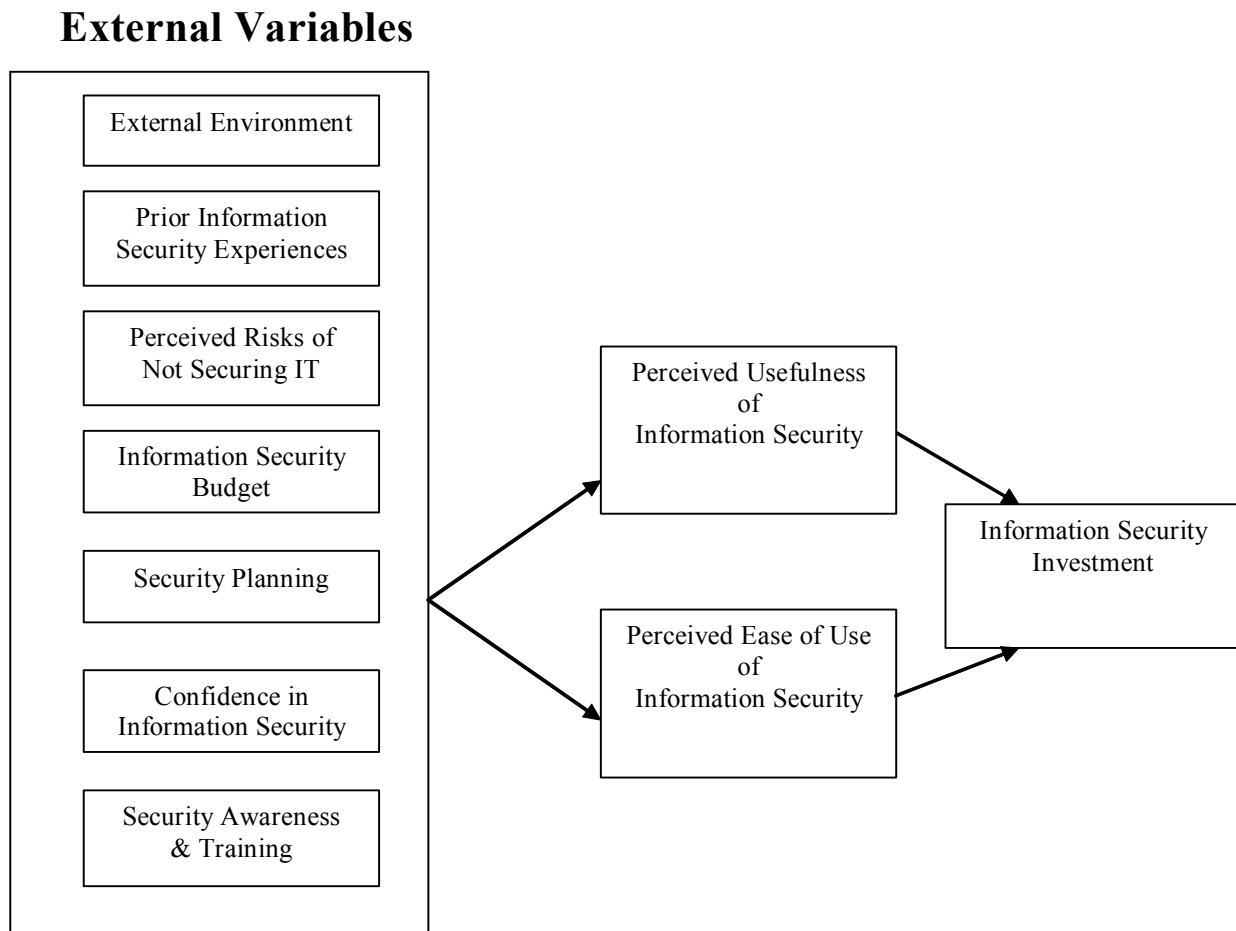 External Variables
External Environment
Prior Information
Security Experiences
Perceived Risks of
Not Securing IT
Information Security
Budget
Security Planning
Confidence in
Information Security
Security Awareness
& Training
Perceived Usefulness
of
Information Security
Perceived Ease of Use
of
Information Security
Information Security
Investment